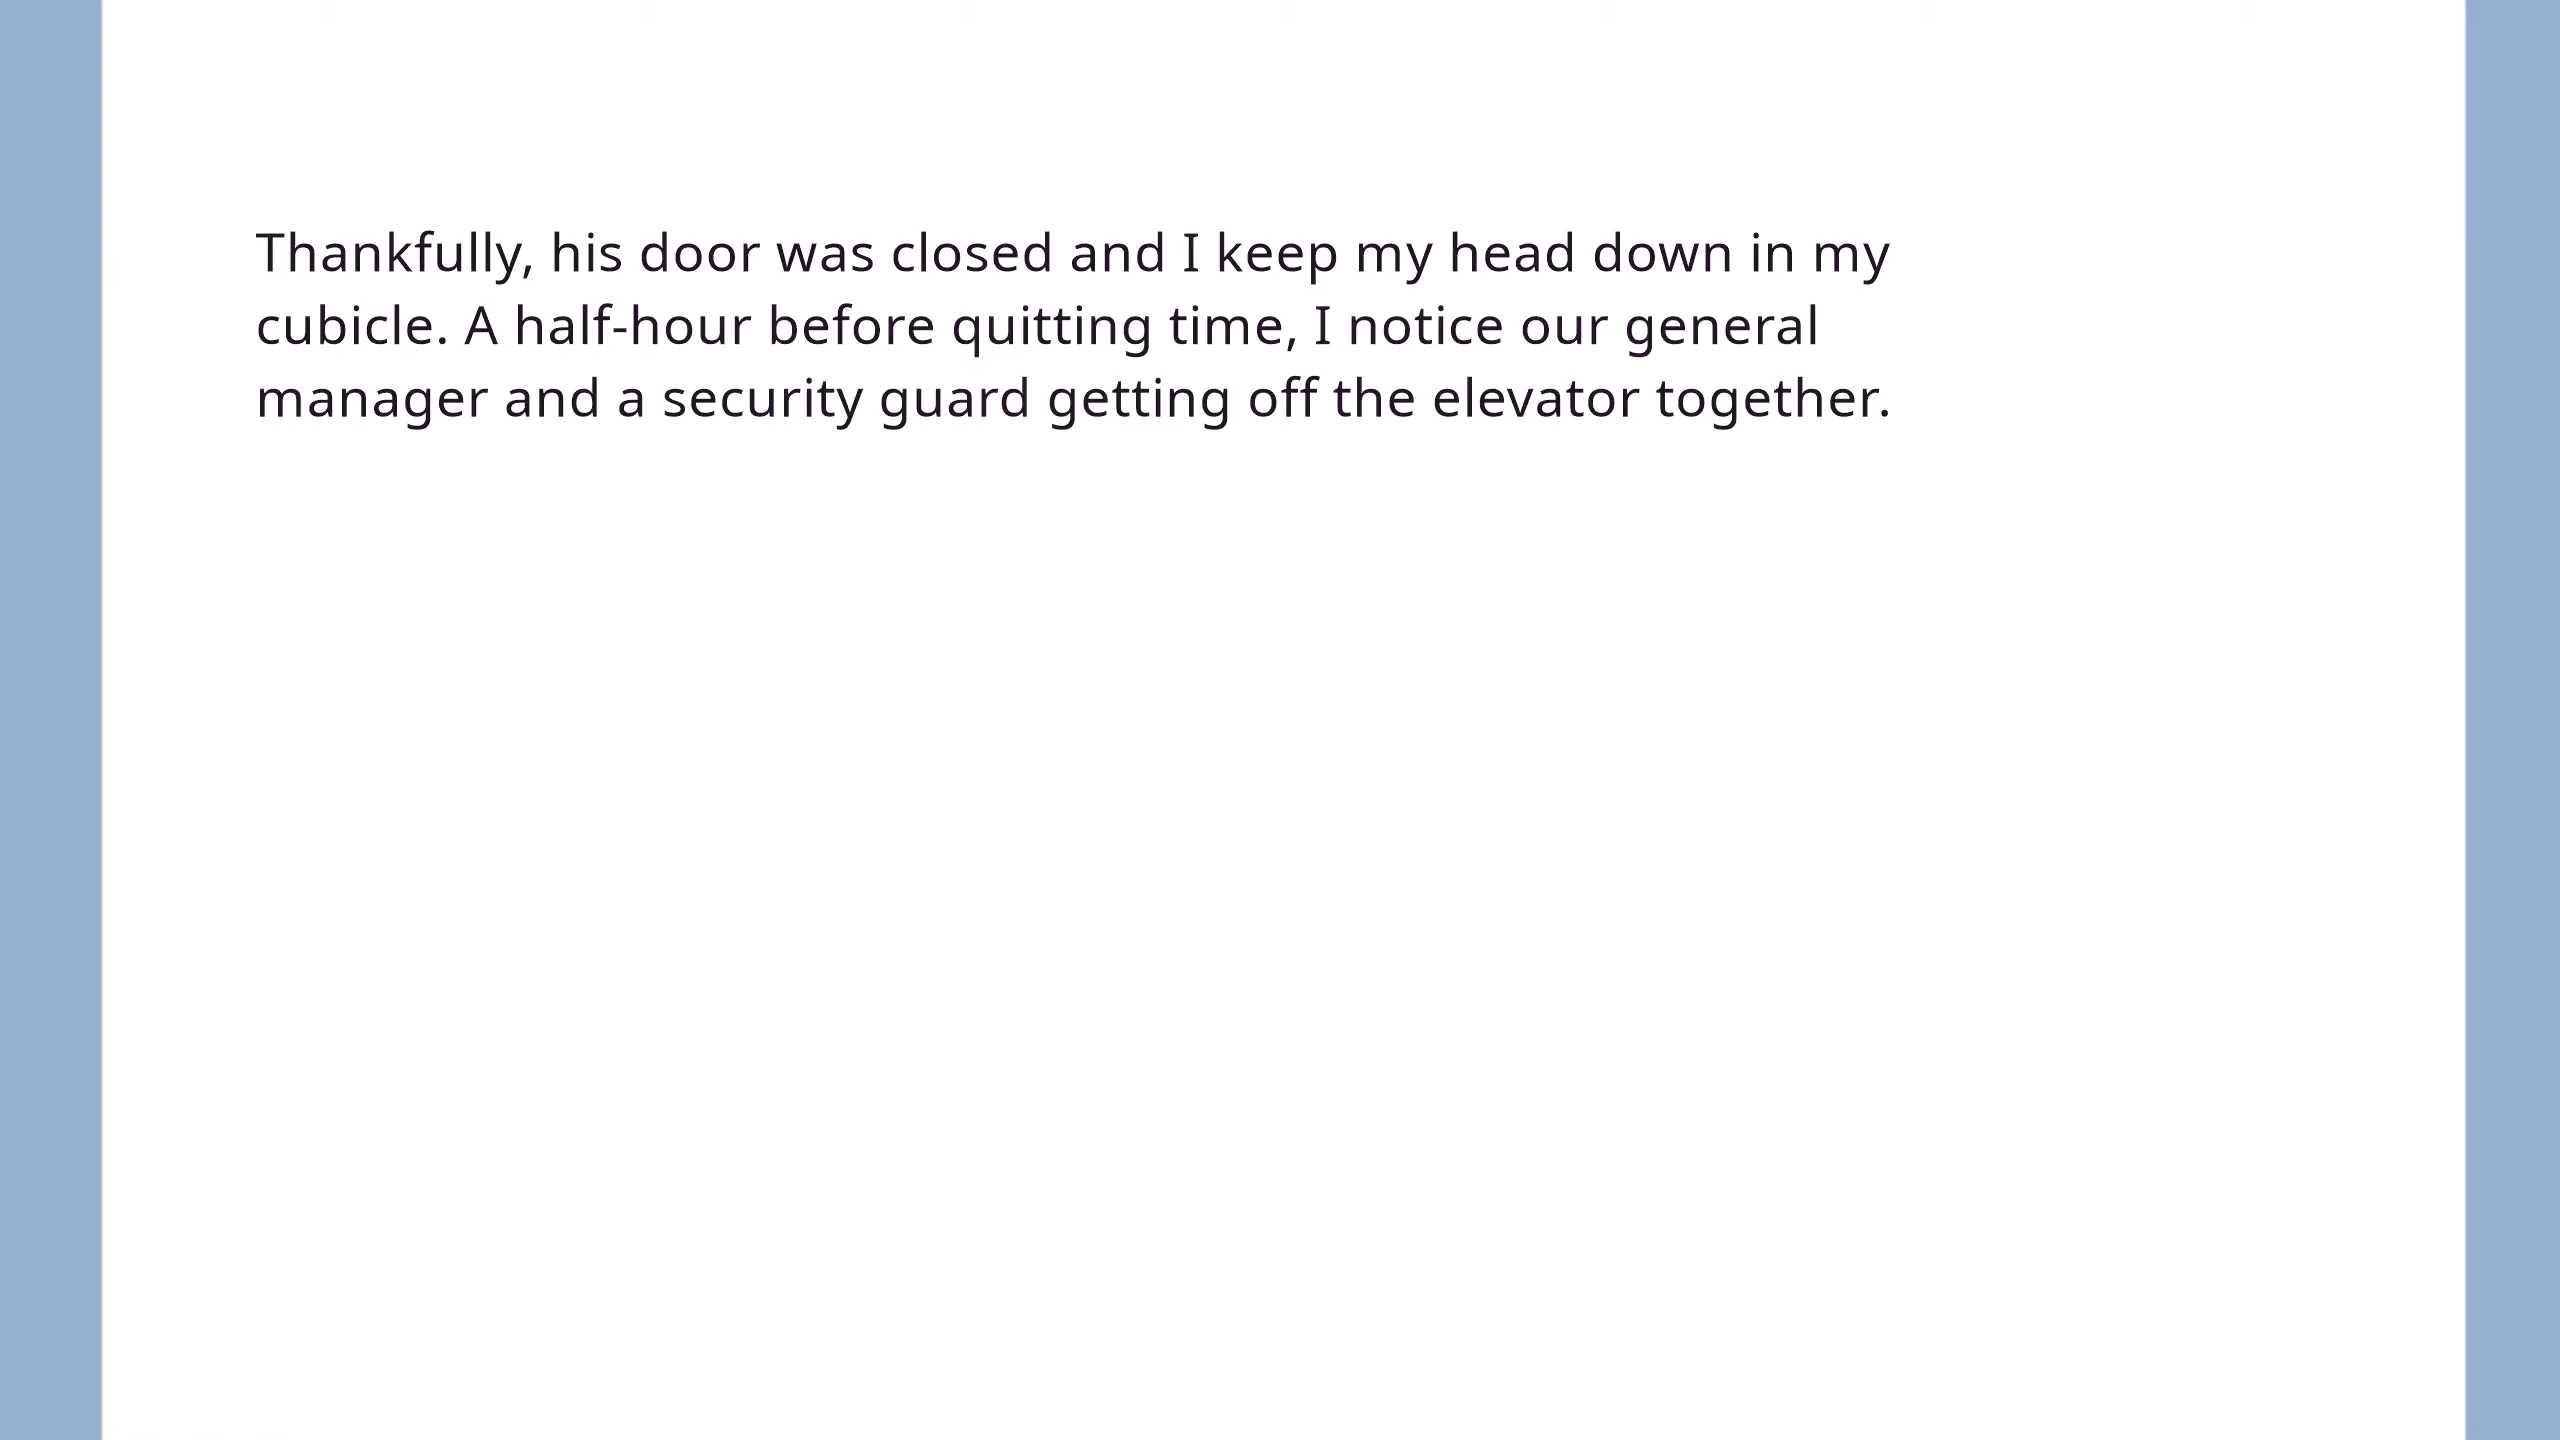 Thankfully, his door was closed and I keep my head down in my
cubicle. A half-hour before quitting time, I notice our general
manager and a security guard getting off the elevator together.